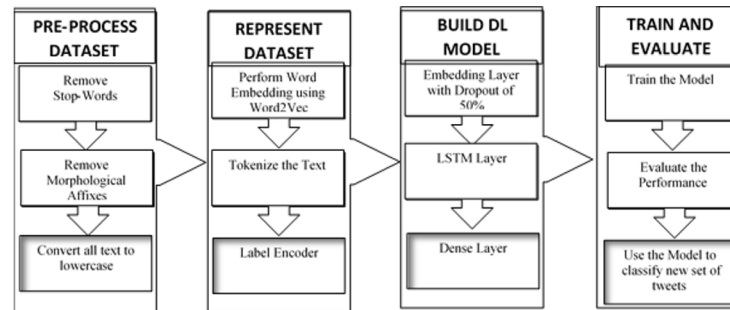 PRE-PROCESS
DATASET
Remove
Stop-Words
Remove
Morphological
Affixes
Convert all text to
lowercase
REPRESENT
DATASET
Perform Word
Embedding using
Word2Vec
Tokenize the Text
Label Encoder
BUILD DL
MODEL
Embedding Layer
with Dropout of
50%
LSTM Layer
Dense Layer
TRAIN AND
EVALUATE
Train the Model
Evaluate the
Performance
Use the Model to
classify new set of
tweets